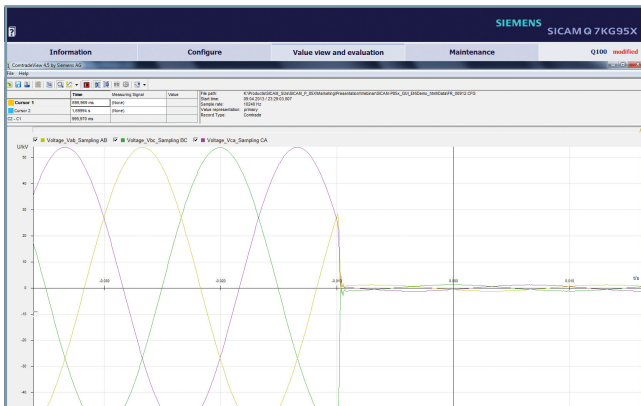 SIEMENS
SICAM Q 7KG95X
Information Configure Value view and evaluation Maintenance Q100 modified
ComtradeView 4.5 by Siemens AG
File Help
Time Measuring Signal Value
Cursor 1 (None)
Cursor 2 (None)
C2 - C1
File path:
Start time:
Sample rate: 10240 Hz
Value representation: primary
Record Type: Comtrade
Voltage_Vab_Sampling AB Voltage_Vbc_Sampling BC Voltage_Vca_Sampling CA
U/kV
50
40
30
20
10
-0.030 -0.020 -0.010 0.000 0.010 t/s
0
-10
-20
-30
-40